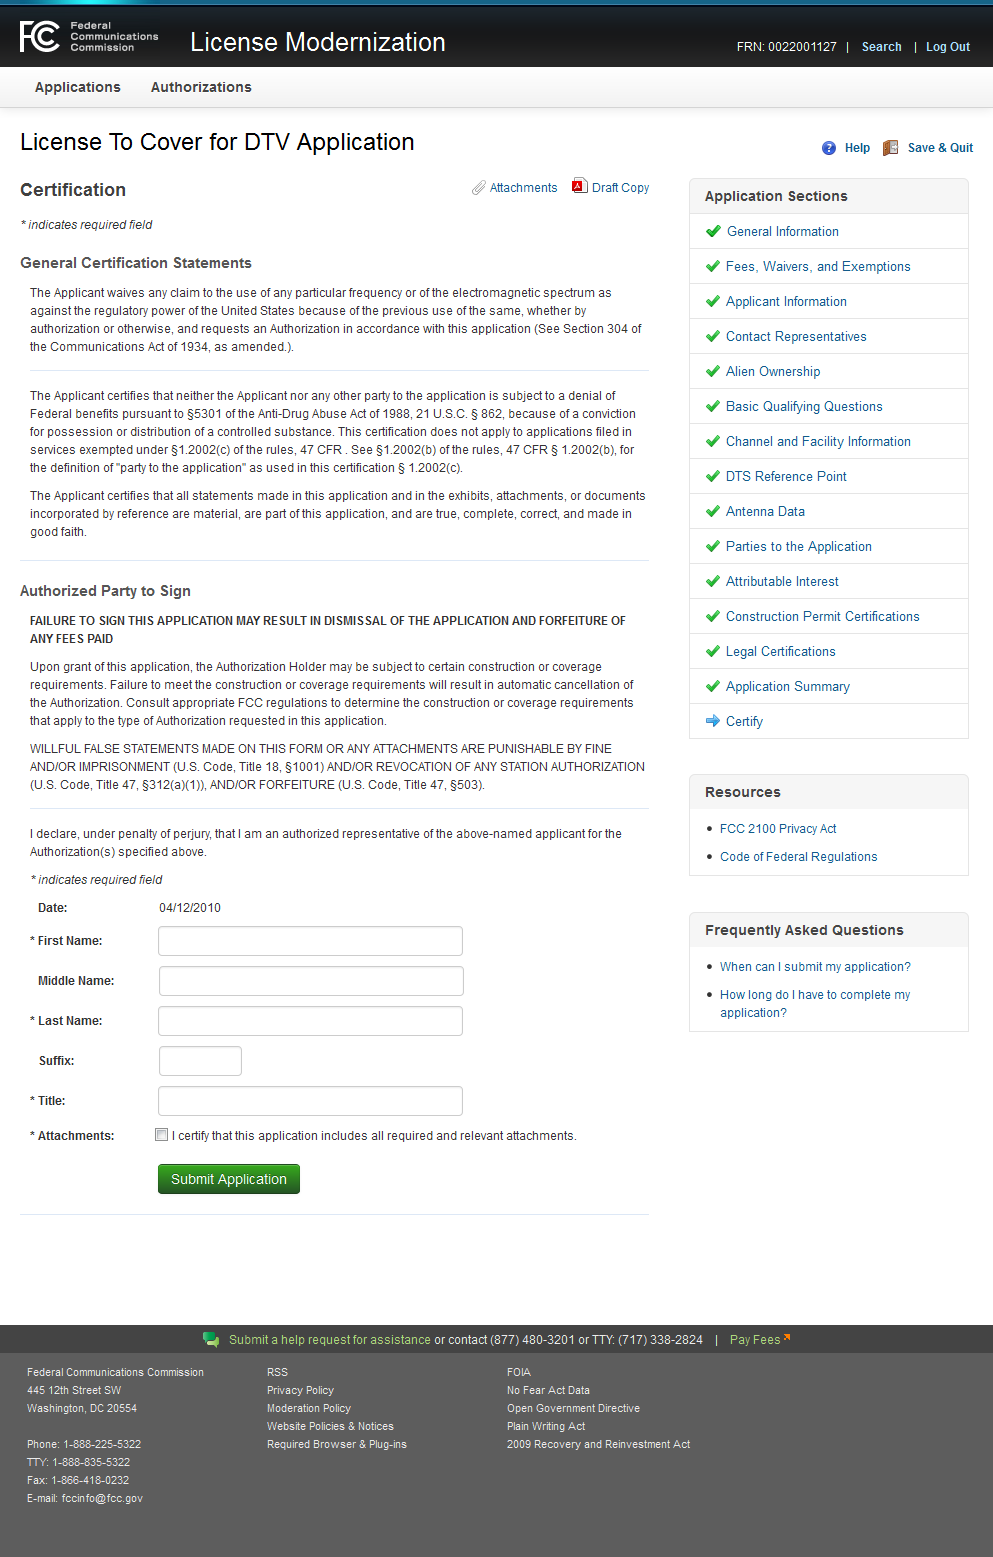 FCC Federal Communications Commission
License Modernization
FRN: 0022001127 | Search | Log Out
Applications Authorizations
License To Cover for DTV Application
Help Save & Quit
Certification
Attachments Draft Copy
* indicates required field
General Certification Statements
The Applicant waives any claim to the use of any particular frequency or of the electromagnetic spectrum as
against the regulatory power of the United States because of the previous use of the same, whether by
authorization or otherwise, and requests an Authorization in accordance with this application (See Section 304 of
the Communications Act of 1934, as amended.).
The Applicant certifies that neither the Applicant nor any other party to the application is subject to a denial of
Federal benefits pursuant to §5301 of the Anti-Drug Abuse Act of 1988, 21 U.S.C. § 862, because of a conviction
for possession or distribution of a controlled substance. This certification does not apply to applications filed in
services exempted under §1.2002(c) of the rules, 47 CFR . See §1.2002(b) of the rules, 47 CFR § 1.2002(b), for
the definition of "party to the application" as used in this certification § 1.2002(c).
The Applicant certifies that all statements made in this application and in the exhibits, attachments, or documents
incorporated by reference are material, are part of this application, and are true, complete, correct, and made in
good faith.
Authorized Party to Sign
FAILURE TO SIGN THIS APPLICATION MAY RESULT IN DISMISSAL OF THE APPLICATION AND FORFEITURE OF
ANY FEES PAID
Upon grant of this application, the Authorization Holder may be subject to certain construction or coverage
requirements. Failure to meet the construction or coverage requirements will result in automatic cancellation of
the Authorization. Consult appropriate FCC regulations to determine the construction or coverage requirements
that apply to the type of Authorization requested in this application.
WILLFUL FALSE STATEMENTS MADE ON THIS FORM OR ANY ATTACHMENTS ARE PUNISHABLE BY FINE
AND/OR IMPRISONMENT (U.S. Code, Title 18, §1001) AND/OR REVOCATION OF ANY STATION AUTHORIZATION
(U.S. Code, Title 47, §312(a)(1)), AND/OR FORFEITURE (U.S. Code, Title 47, §503).
I declare, under penalty of perjury, that I am an authorized representative of the above-named applicant for the
Authorization(s) specified above.
* indicates required field
Date: 04/12/2010
* First Name:
Middle Name:
* Last Name:
Suffix:
* Title:
* Attachments: I certify that this application includes all required and relevant attachments.
Submit Application
Application Sections
General Information
Fees, Waivers, and Exemptions
Applicant Information
Contact Representatives
Alien Ownership
Basic Qualifying Questions
Channel and Facility Information
DTS Reference Point
Antenna Data
Parties to the Application
Attributable Interest
Construction Permit Certifications
Legal Certifications
Application Summary
Certify
Resources
• FCC 2100 Privacy Act
• Code of Federal Regulations
Frequently Asked Questions
• When can I submit my application?
• How long do I have to complete my
application?
Submit a help request for assistance or contact (877) 480-3201 or TTY: (717) 338-2824 | Pay Fees
Federal Communications Commission
445 12th Street SW
Washington, DC 20554
Phone: 1-888-225-5322
TTY: 1-888-835-5322
Fax: 1-866-418-0232
E-mail: fccinfo@fcc.gov
RSS
Privacy Policy
Moderation Policy
Website Policies & Notices
Required Browser & Plug-ins
FOIA
No Fear Act Data
Open Government Directive
Plain Writing Act
2009 Recovery and Reinvestment Act